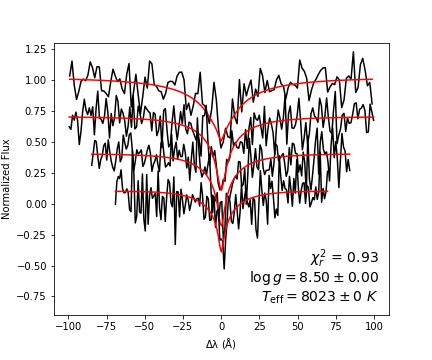 1.25
1.00
0.75
0.50
0.25
0.00
−0.25
−0.50
−0.75
Normalized Flux
χ²ᵣ = 0.93
log g = 8.50 ± 0.00
T_eff = 8023 ± 0 K
−100 −75 −50 −25 0 25 50 75 100
Δλ (Å)